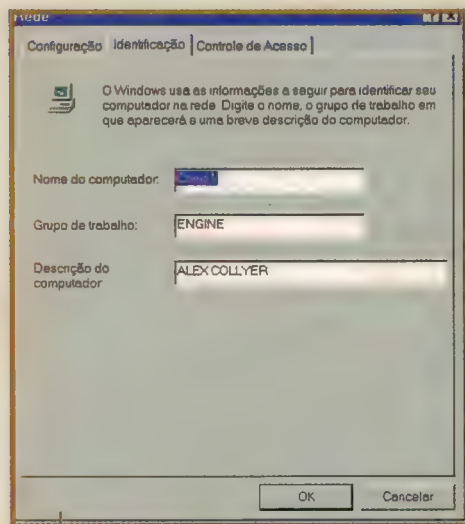 Rede
Configuração Identificação Controle de Acesso
O Windows usa as informações a seguir para identificar seu
computador na rede. Digite o nome, o grupo de trabalho em
que aparecerá e uma breve descrição do computador.
Nome do computador:
Grupo de trabalho: ENGINE
Descrição do
computador
ALEX COLLYER
OK Cancelar